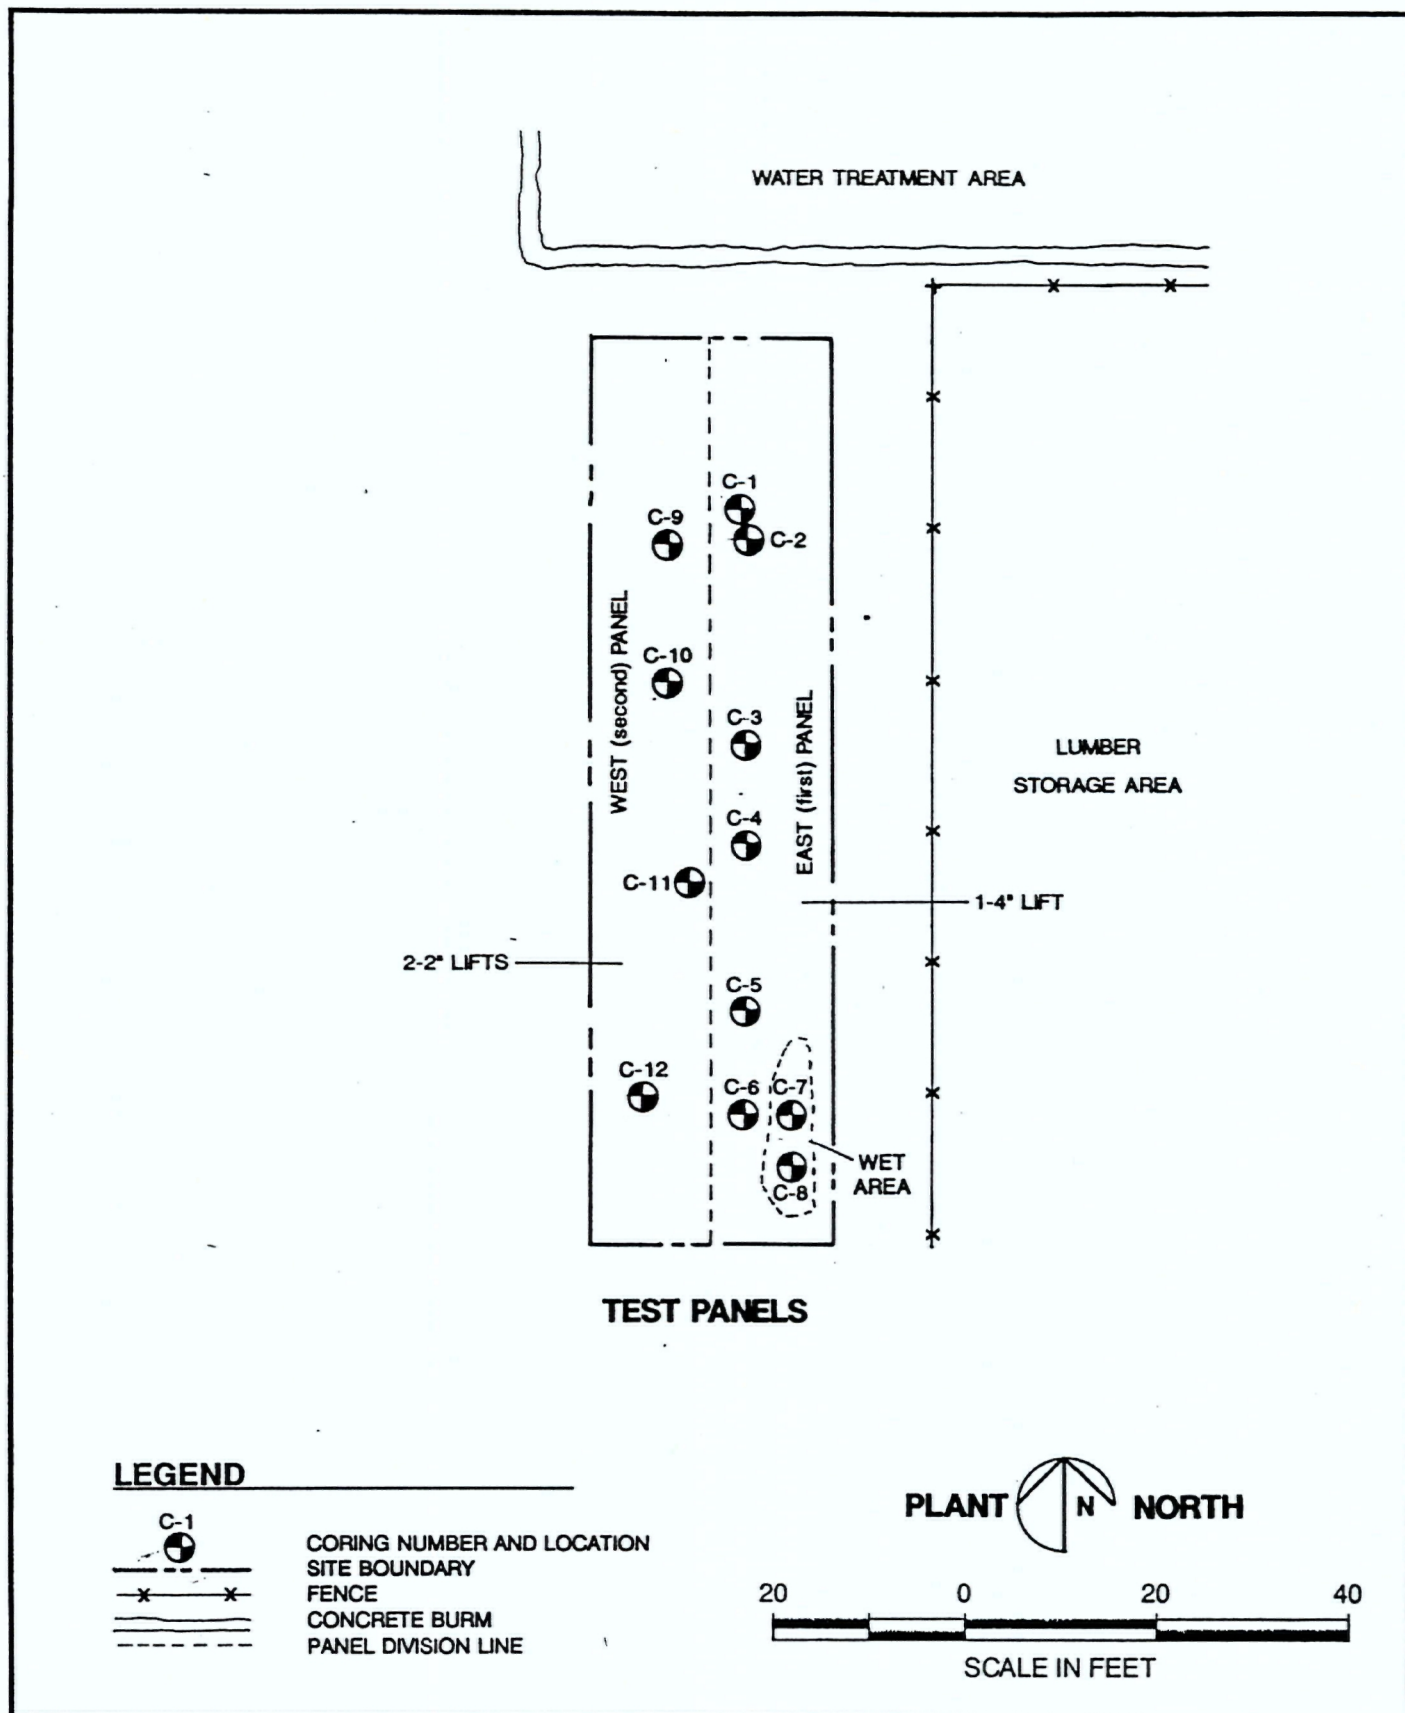 WATER TREATMENT AREA
C-1
C-9
C-2
WEST (second) PANEL
C-10
EAST (first) PANEL
C-3
LUMBER
STORAGE AREA
C-4
C-11
1-4" LIFT
2-2" LIFTS
C-5
C-12
C-6
C-7
WET
AREA
C-8
TEST PANELS
LEGEND
C-1
CORING NUMBER AND LOCATION
SITE BOUNDARY
FENCE
CONCRETE BURM
PANEL DIVISION LINE
PLANT N NORTH
20 0 20 40
SCALE IN FEET